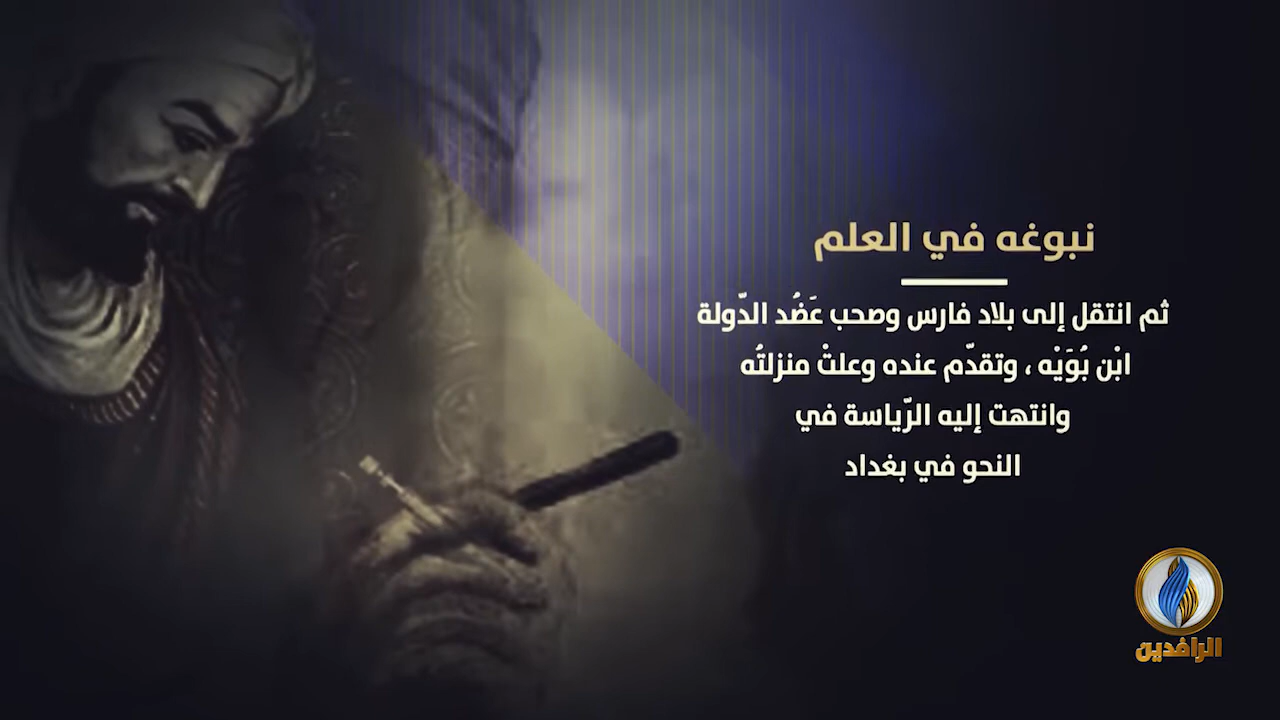 نبوغه في العلم
ثم انتقل إلى بلاد فارس وصحب عَضُد الدّولة
ابْن بُوَيْه ، وتقدّم عنده وعلتْ منزلتُه
وانتهت إليه الرّياسة في
النحو في بغداد
الرافدين